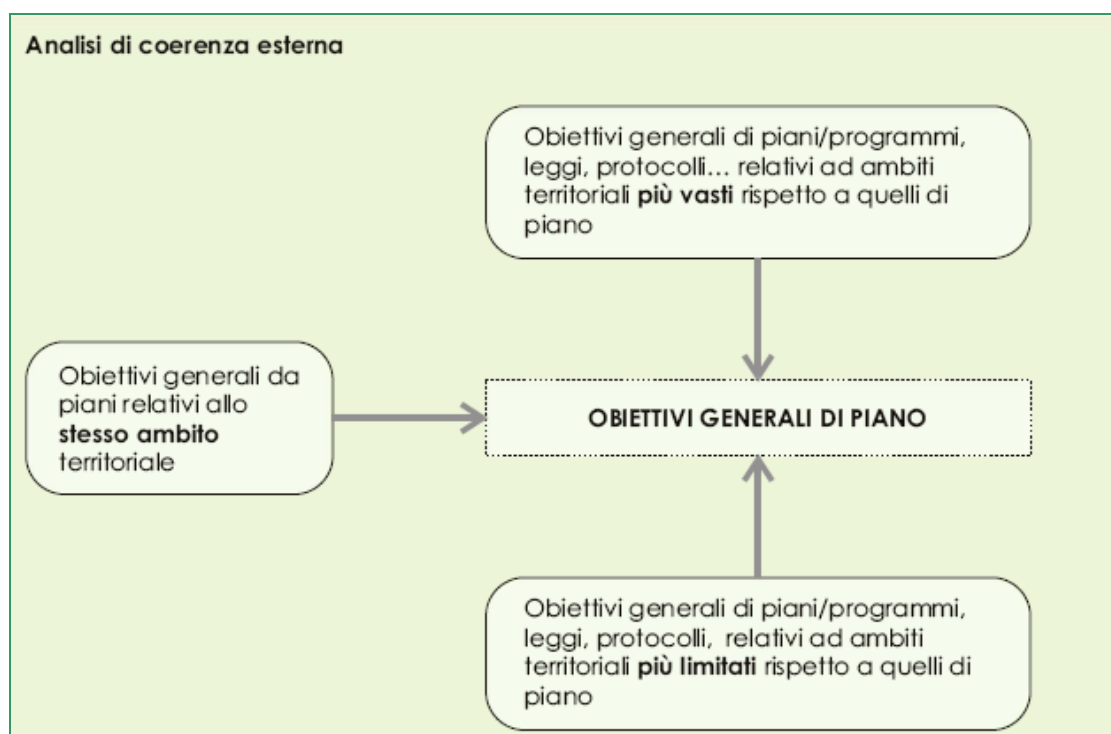 Analisi di coerenza esterna
Obiettivi generali di piani/programmi,
leggi, protocolli... relativi ad ambiti
territoriali più vasti rispetto a quelli di
piano
Obiettivi generali da
piani relativi allo
stesso ambito
territoriale
OBIETTIVI GENERALI DI PIANO
Obiettivi generali di piani/programmi,
leggi, protocolli, relativi ad ambiti
territoriali più limitati rispetto a quelli di
piano